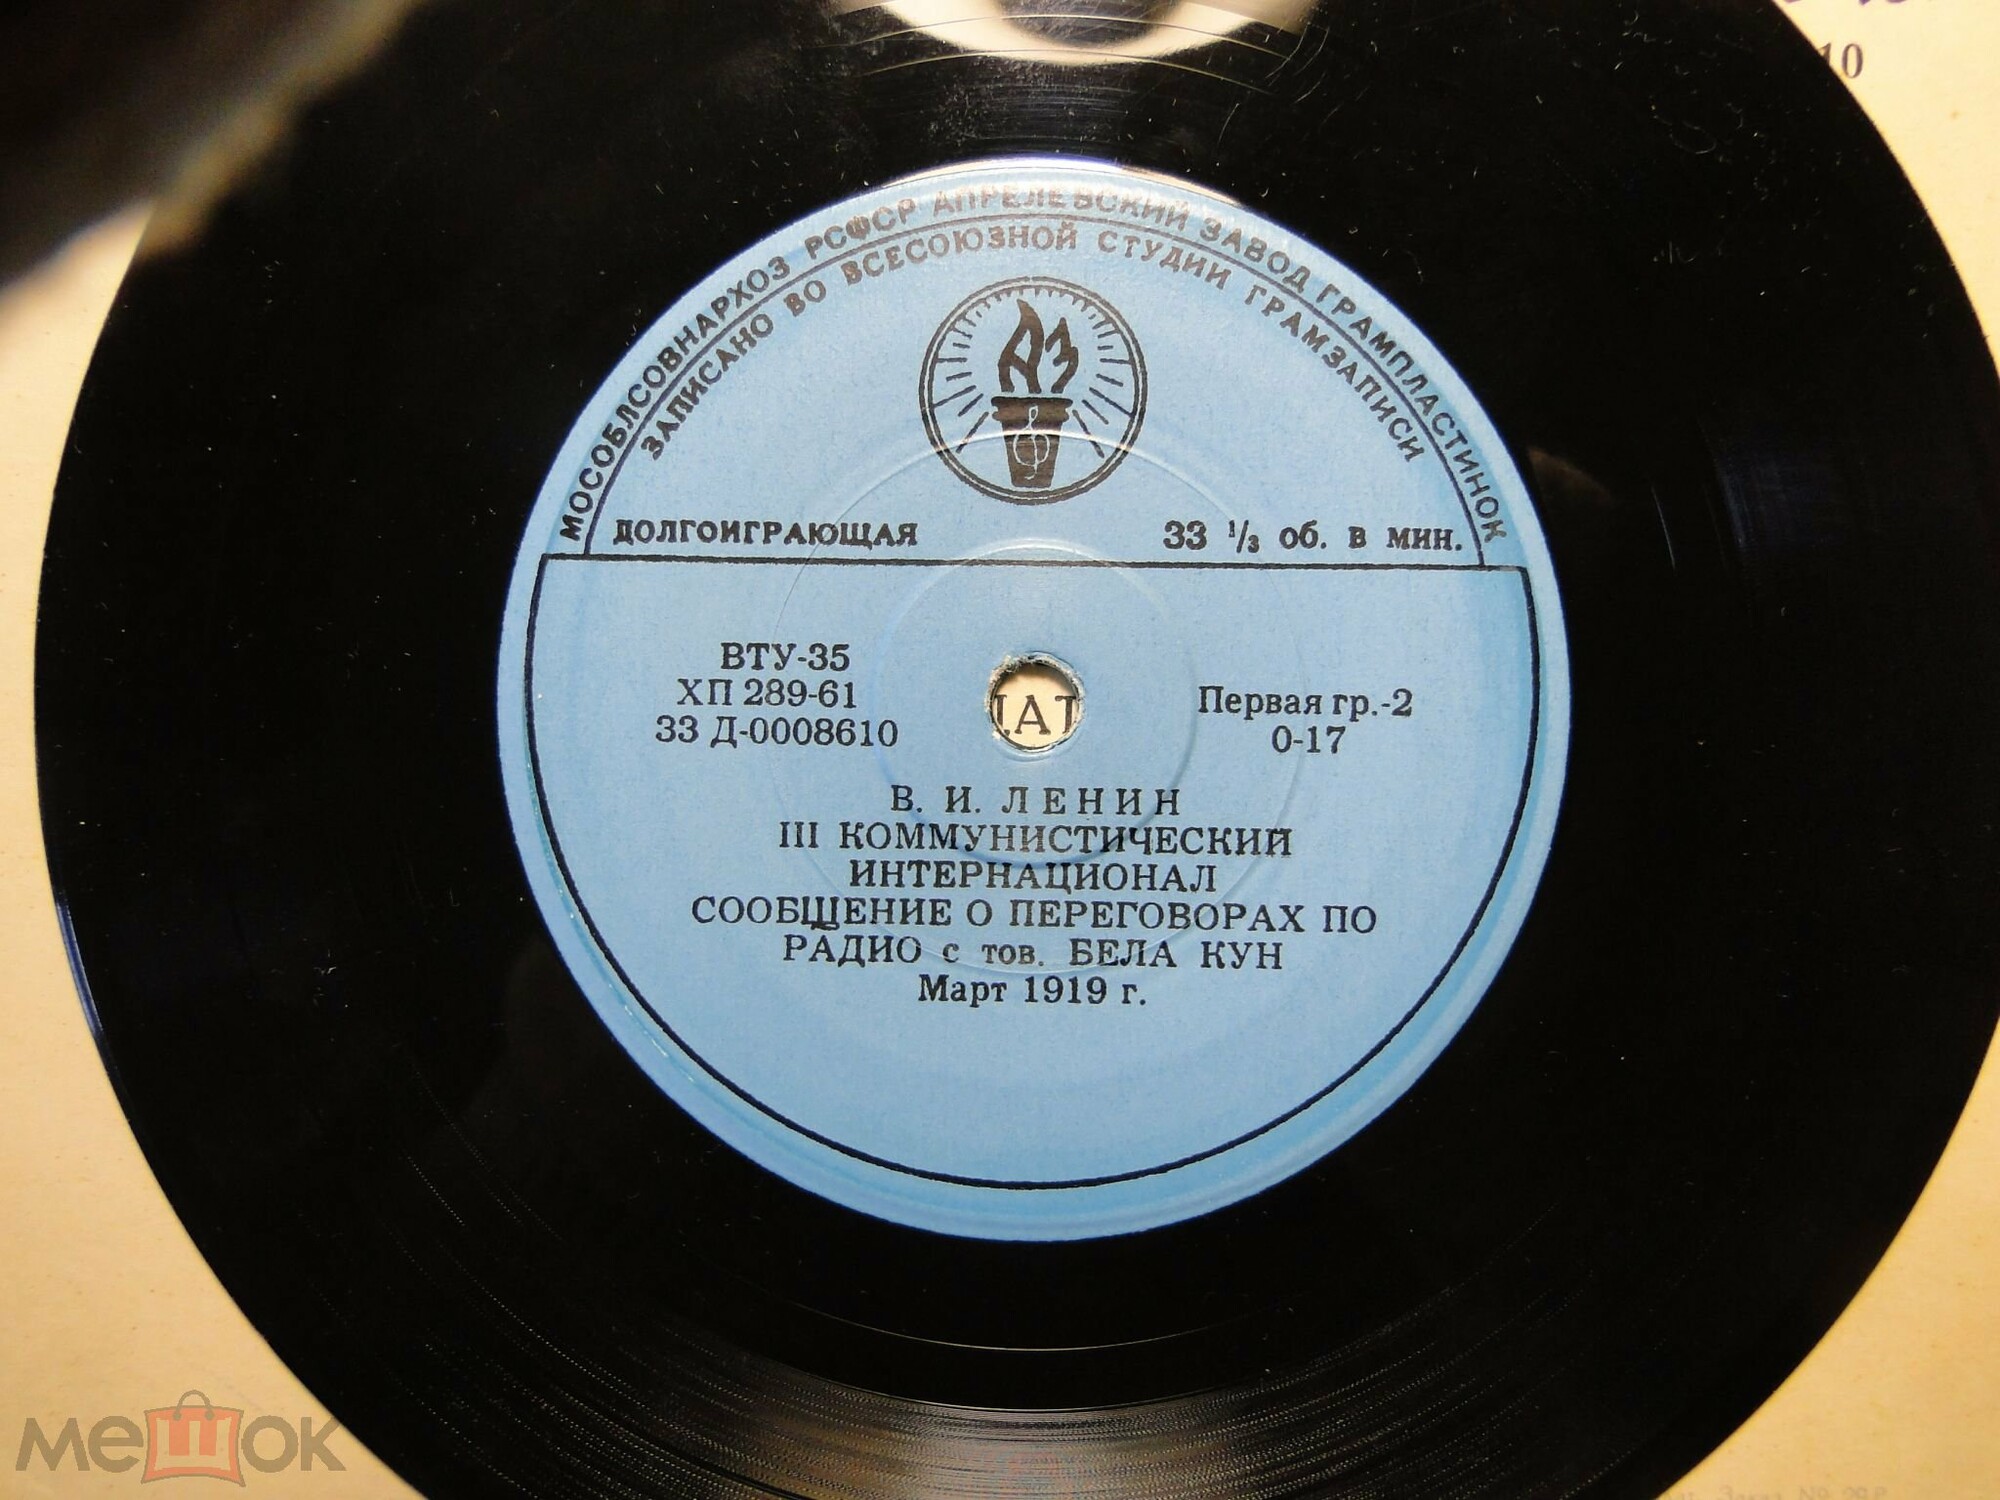 10
МОСОБЛСОВНАРХОЗ РСФСР АПРЕЛЕВСКИЙ ЗАВОД ГРАМПЛАСТИНОК
ЗАПИСАНО ВО ВСЕСОЮЗНОЙ СТУДИИ ГРАМЗАПИСИ
АЗ
ДОЛГОИГРАЮЩАЯ 33 1/3 об. в мин.
ВТУ-35
ХП 289-61
33 Д-0008610
Первая гр.-2
0-17
В. И. ЛЕНИН
III КОММУНИСТИЧЕСКИЙ
ИНТЕРНАЦИОНАЛ
СООБЩЕНИЕ О ПЕРЕГОВОРАХ ПО
РАДИО с тов. БЕЛА КУН
Март 1919 г.
мешок